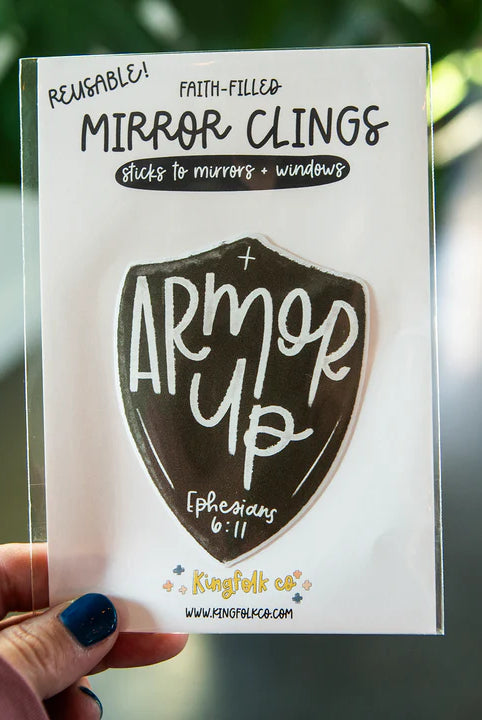 REUSABLE!
FAITH-FILLED
MIRROR CLINGS
sticks to mirrors + windows
ARMOR
UP
Ephesians
6:11
Kingfolk co
WWW.KINGFOLKCO.COM